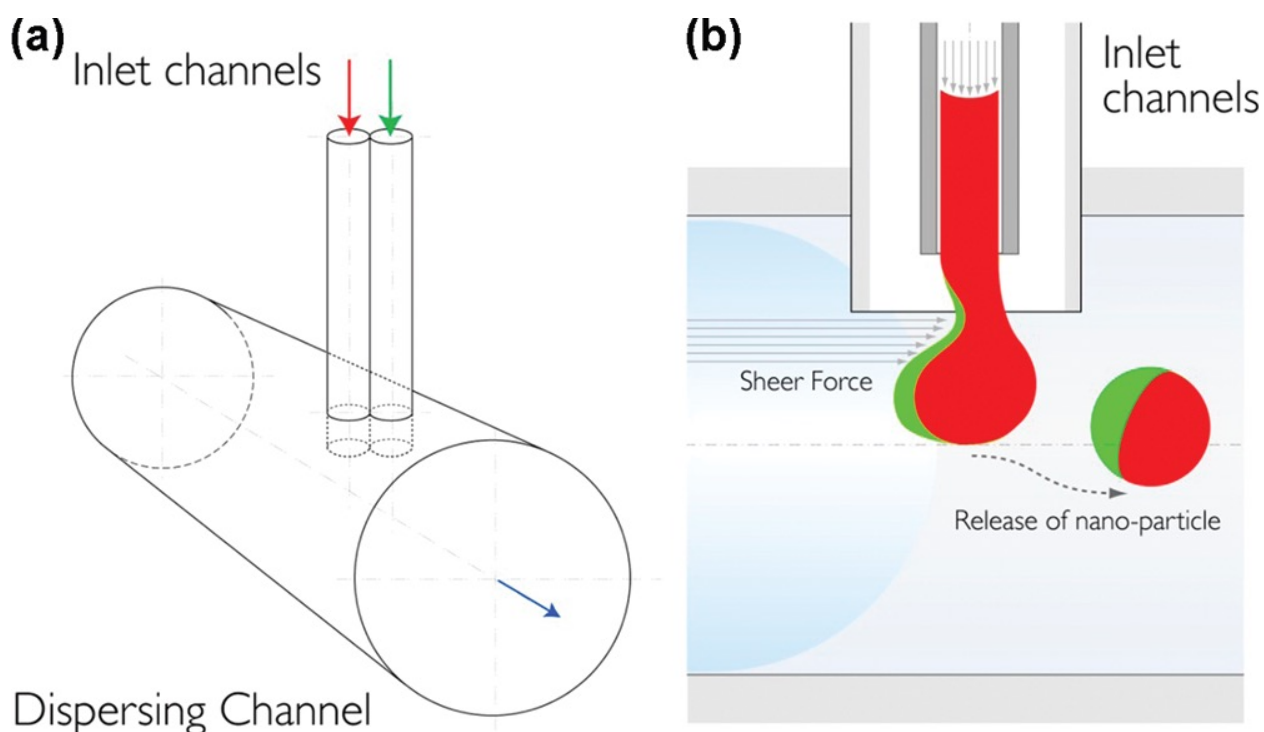 (a)
Inlet channels
Dispersing Channel
(b)
Inlet
channels
Sheer Force
Release of nano-particle